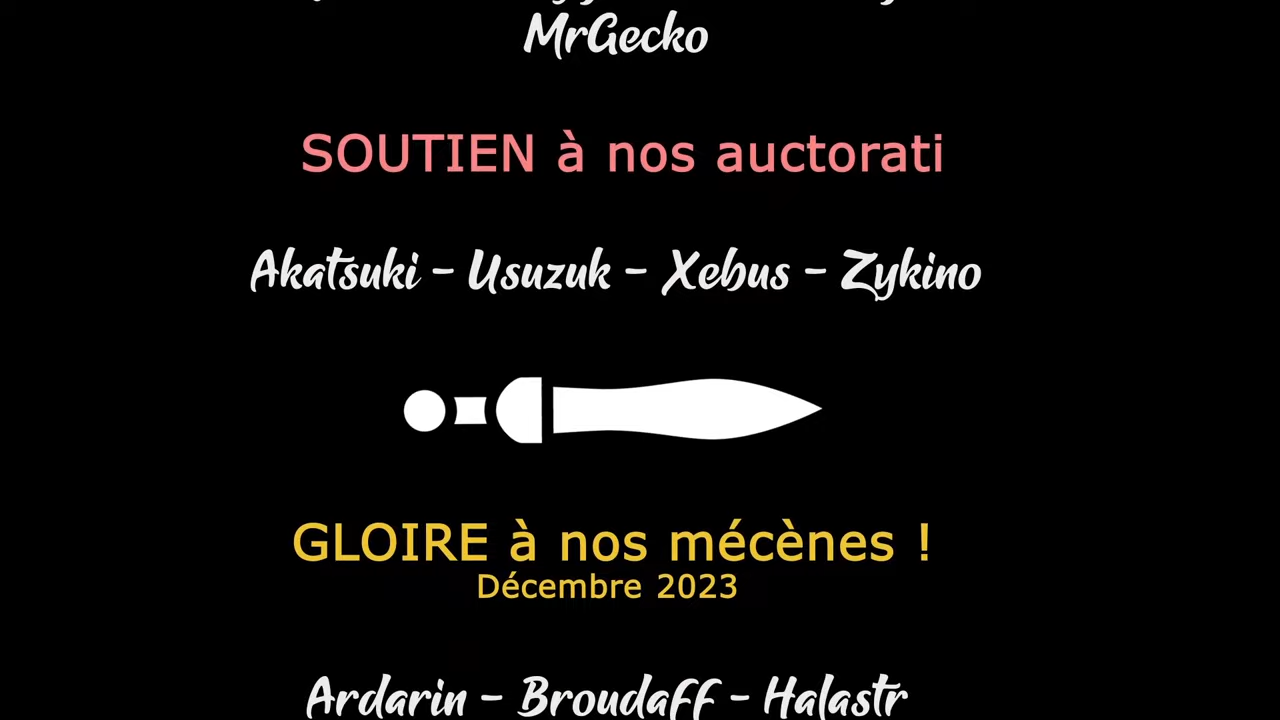 MrGecko
SOUTIEN à nos auctorati
Akatsuki - Usuzuk - Xebus - Zykino
GLOIRE à nos mécènes !
Décembre 2023
Ardarin - Broudaff - Halastr